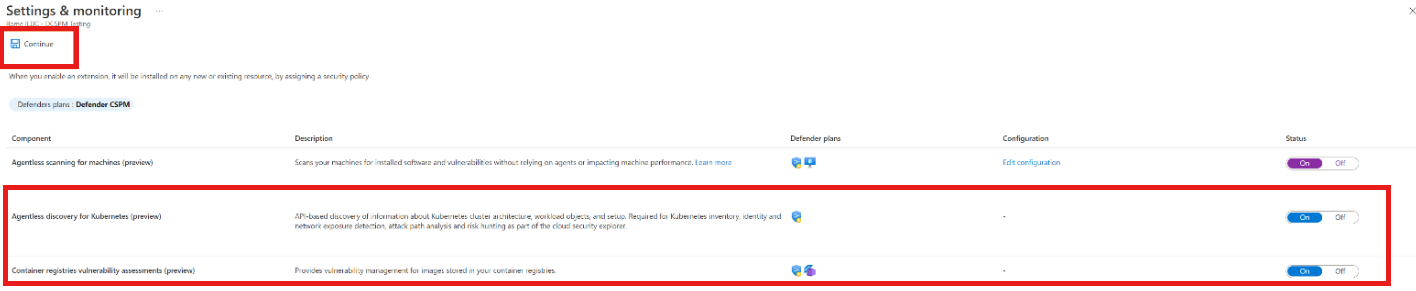 Settings & monitoring ...
Home ILDC - DCSPM Testing
Continue
When you enable an extension, it will be installed on any new or existing resource, by assigning a security policy.
Defenders plans : Defender CSPM
Component Description Defender plans Configuration Status
Agentless scanning for machines (preview) Scans your machines for installed software and vulnerabilities without relying on agents or impacting machine performance. Learn more Edit configuration On Off
Agentless discovery for Kubernetes (preview) API-based discovery of information about Kubernetes cluster architecture, workload objects, and setup. Required for Kubernetes inventory, identity and - On Off
network exposure detection, attack path analysis and risk hunting as part of the cloud security explorer.
Container registries vulnerability assessments (preview) Provides vulnerability management for images stored in your container registries. - On Off